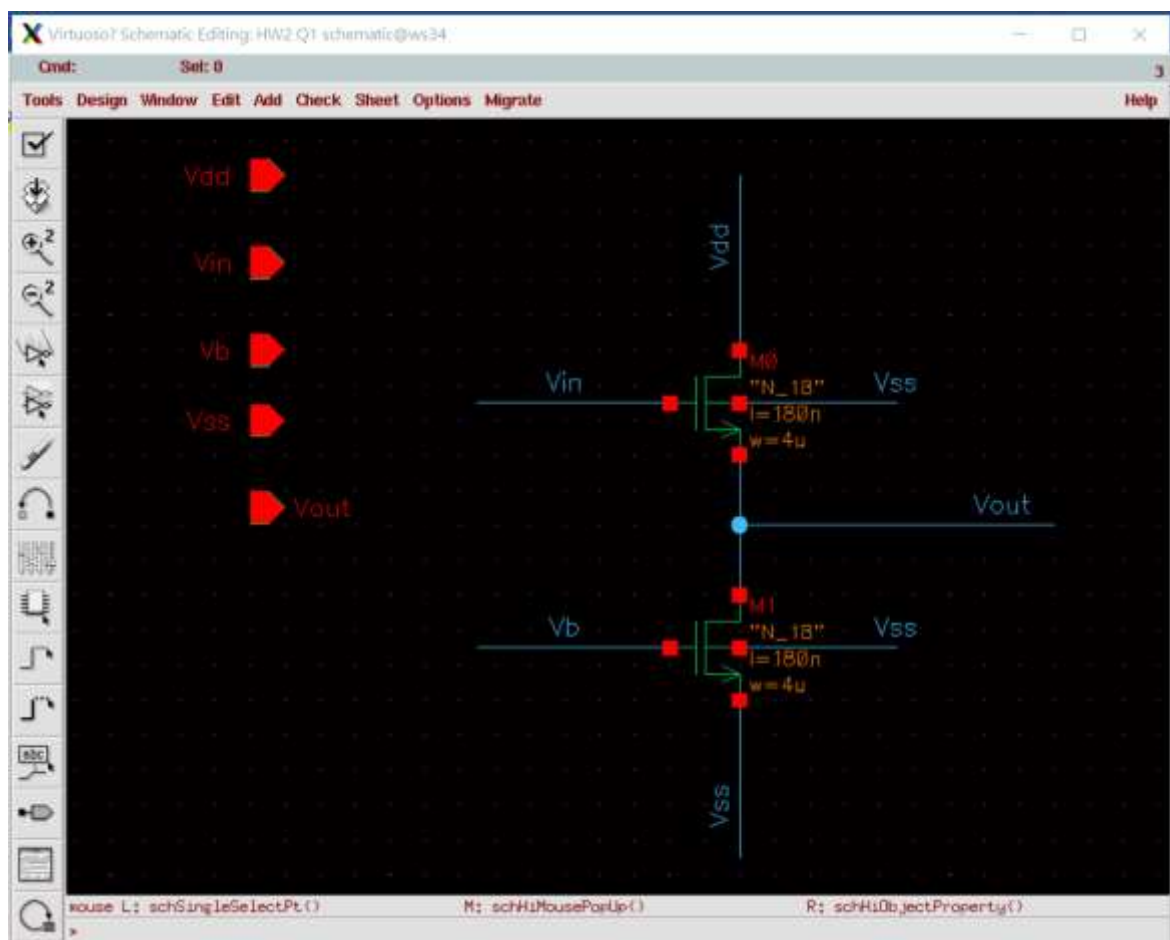 Virtuoso? Schematic Editing: HW2 Q1 schematic@ws34
Cmd: Sel: 0 3
Tools Design Window Edit Add Check Sheet Options Migrate Help
Vdd
Vin
Vb
Vss
Vout
Vdd
M0
Vin "N_18" Vss
l=180n
w=4u
Vout
M1
Vb "N_18" Vss
l=180n
w=4u
Vss
abc
mouse L: schSingleSelectPt() M: schHiMousePopUp() R: schHiObjectProperty()
>
2
2